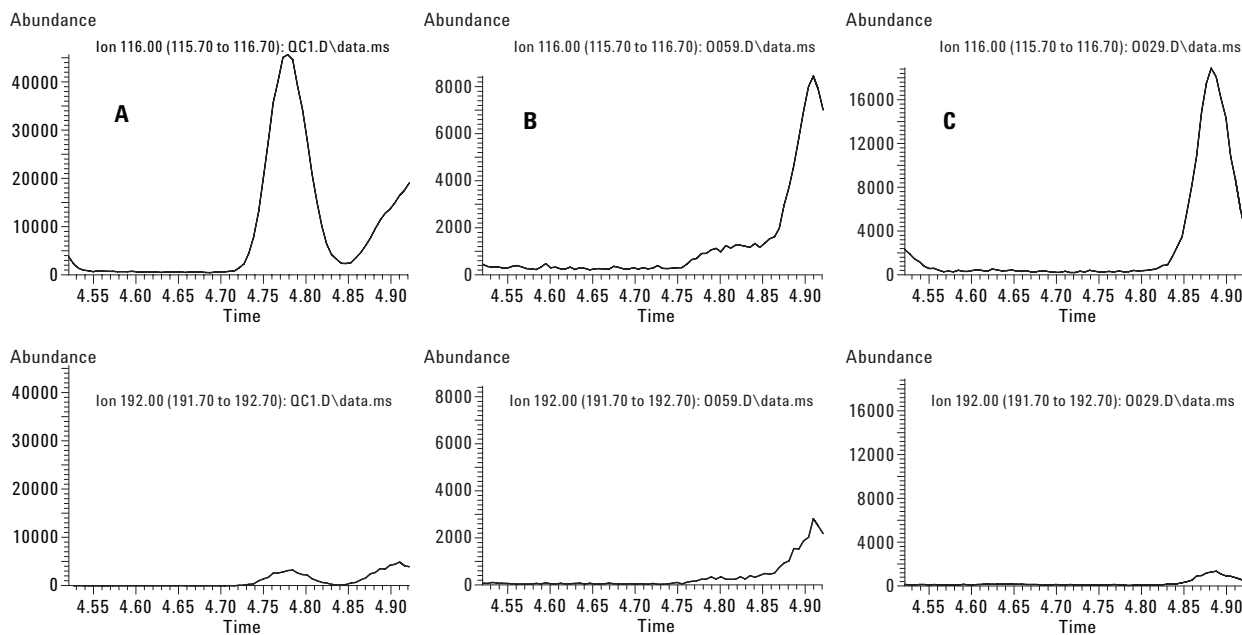 Abundance
Ion 116.00 (115.70 to 116.70): QC1.D\data.ms
A
40000
30000
20000
10000
0
4.55 4.60 4.65 4.70 4.75 4.80 4.85 4.90
Time
Abundance
Ion 116.00 (115.70 to 116.70): O059.D\data.ms
B
8000
6000
4000
2000
0
4.55 4.60 4.65 4.70 4.75 4.80 4.85 4.90
Time
Abundance
Ion 116.00 (115.70 to 116.70): O029.D\data.ms
C
16000
12000
8000
4000
0
4.55 4.60 4.65 4.70 4.75 4.80 4.85 4.90
Time
Abundance
Ion 192.00 (191.70 to 192.70): QC1.D\data.ms
40000
30000
20000
10000
0
4.55 4.60 4.65 4.70 4.75 4.80 4.85 4.90
Time
Abundance
Ion 192.00 (191.70 to 192.70): O059.D\data.ms
8000
6000
4000
2000
0
4.55 4.60 4.65 4.70 4.75 4.80 4.85 4.90
Time
Abundance
Ion 192.00 (191.70 to 192.70): O029.D\data.ms
16000
12000
8000
4000
0
4.55 4.60 4.65 4.70 4.75 4.80 4.85 4.90
Time